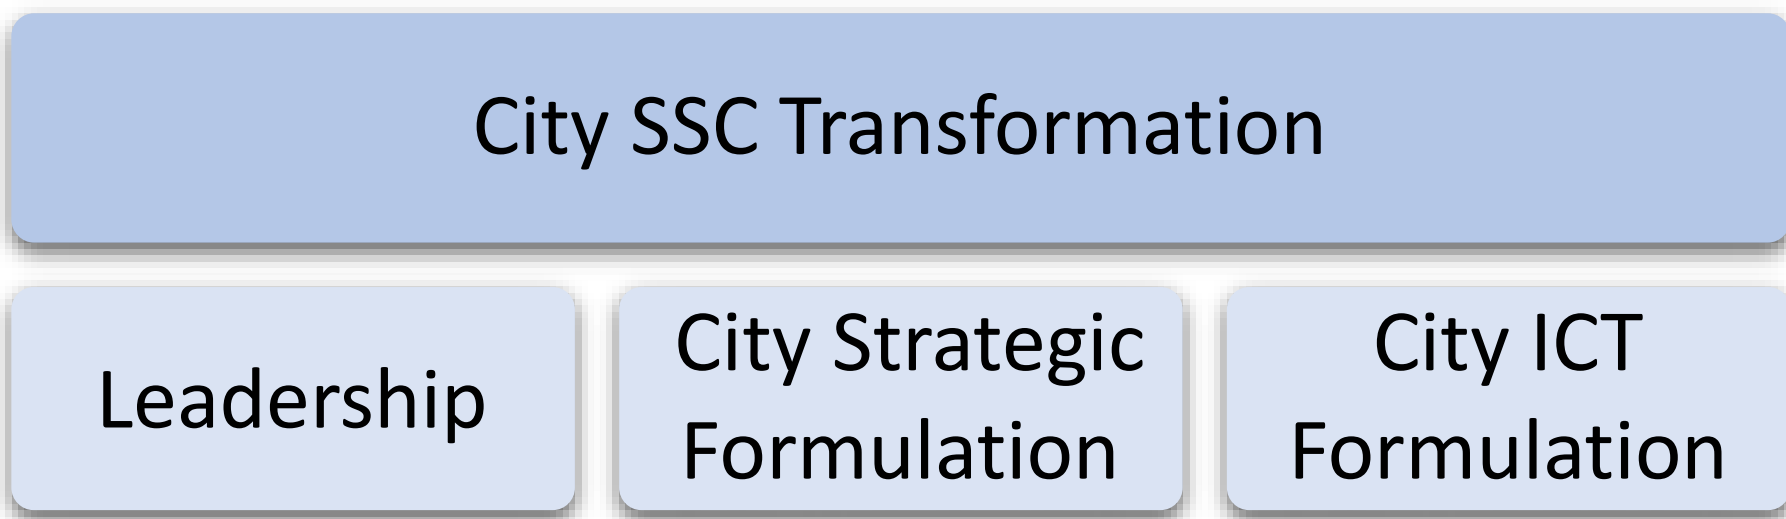 City SSC Transformation
Leadership
City Strategic
Formulation
City ICT
Formulation